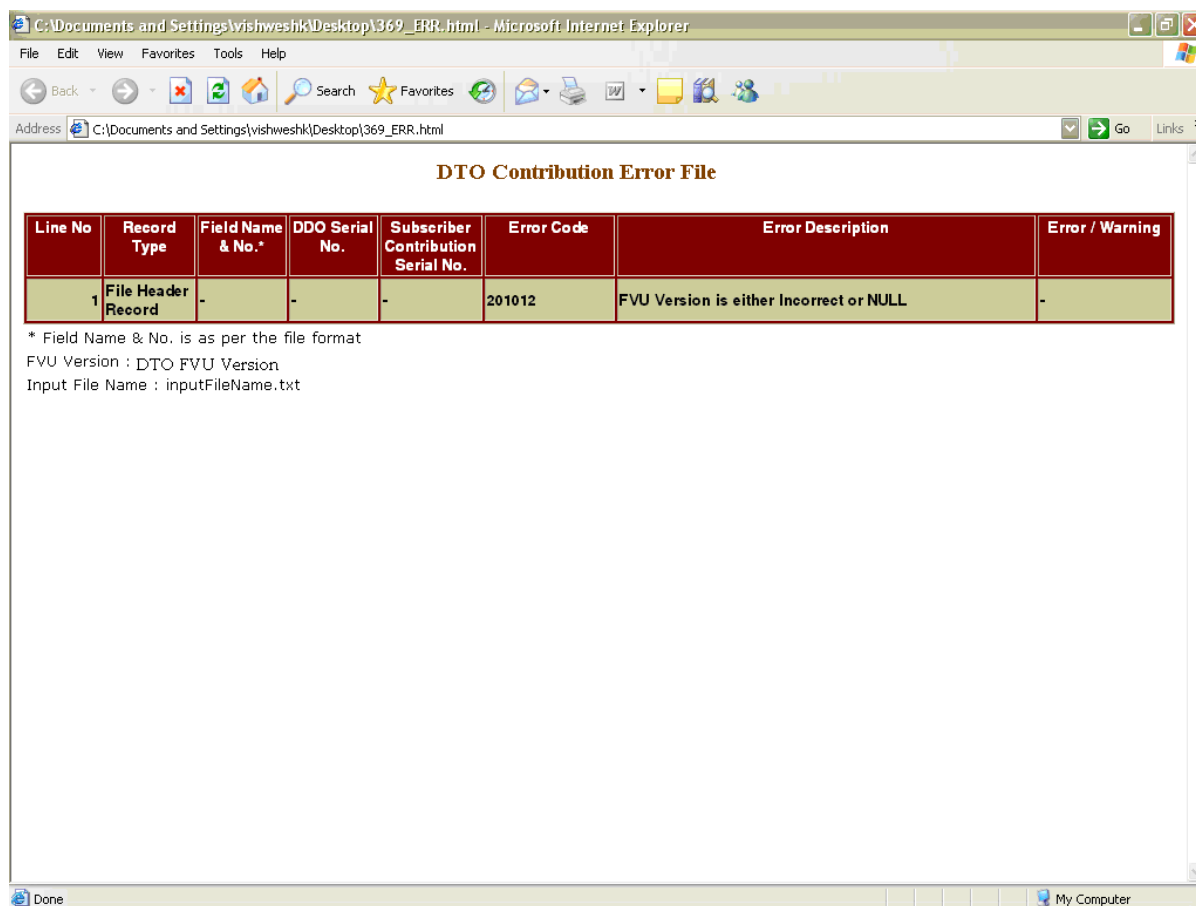 C:\Documents and Settings\vishweshk\Desktop\369_ERR.html - Microsoft Internet Explorer
File Edit View Favorites Tools Help
Back Search Favorites
Address C:\Documents and Settings\vishweshk\Desktop\369_ERR.html Go Links
DTO Contribution Error File
Line No Record Type Field Name & No.* DDO Serial No. Subscriber Contribution Serial No. Error Code Error Description Error / Warning
1 File Header Record - - - 201012 FVU Version is either Incorrect or NULL -
* Field Name & No. is as per the file format
FVU Version : DTO FVU Version
Input File Name : inputFileName.txt
Done My Computer